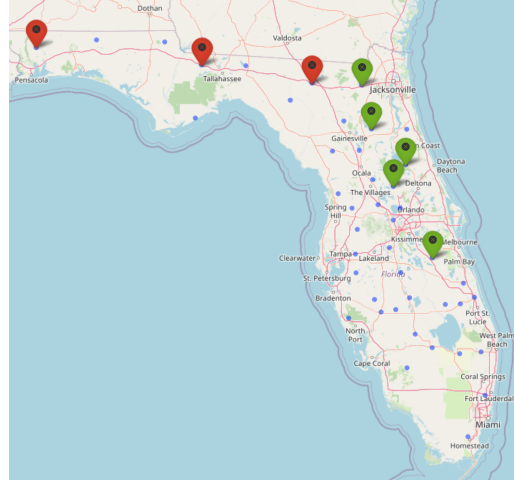 Dothan
Valdosta
Pensacola
Tallahassee
Jacksonville
Gainesville
Coast
Ocala
Daytona
Beach
The Villages
Deltona
Spring
Hill
Orlando
Kissimmee
Melbourne
Tampa
Clearwater
Lakeland
Palm Bay
St. Petersburg
Florida
Bradenton
Port St.
Lucie
North
Port
West Palm
Beach
Cape Coral
Coral Springs
Fort Lauderdal
Miami
Homestead